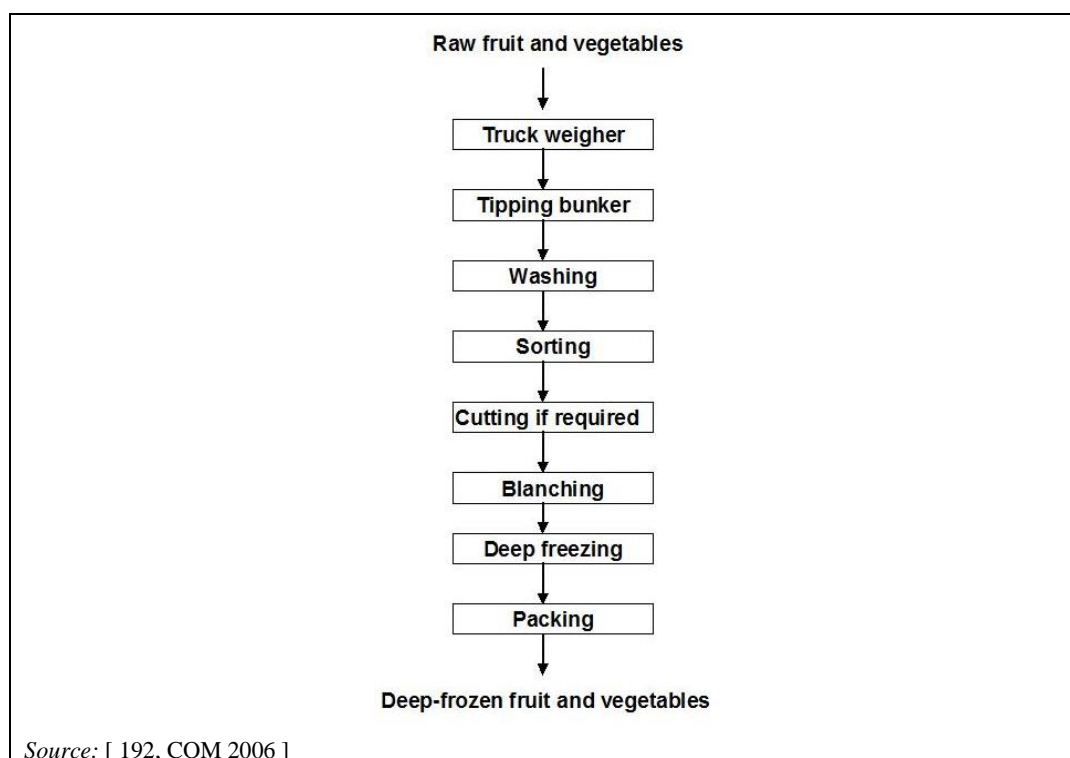 Raw fruit and vegetables
Truck weigher
Tipping bunker
Washing
Sorting
Cutting if required
Blanching
Deep freezing
Packing
Deep-frozen fruit and vegetables
Source: [ 192, COM 2006 ]